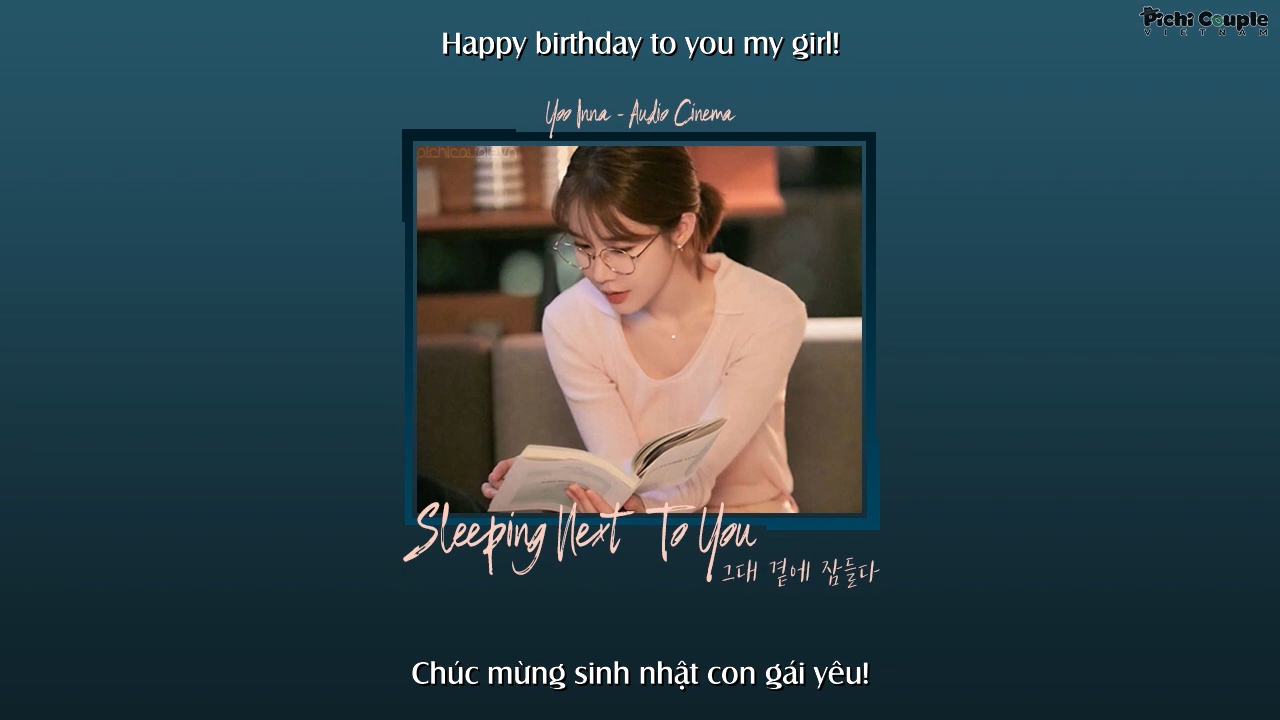 Pichi Couple
VIETNAM
Happy birthday to you my girl!
Yoo Inna - Audio Cinema
pichicouplevn
Sleeping Next To You
그대 곁에 잠들다
Chúc mừng sinh nhật con gái yêu!